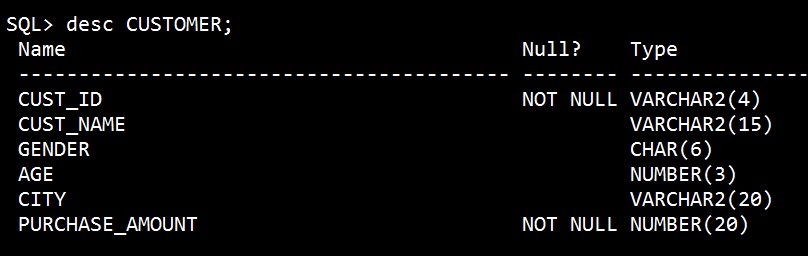 SQL> desc CUSTOMER;
Name Null? Type
----------------------------------------- -------- ---------------
CUST_ID NOT NULL VARCHAR2(4)
CUST_NAME VARCHAR2(15)
GENDER CHAR(6)
AGE NUMBER(3)
CITY VARCHAR2(20)
PURCHASE_AMOUNT NOT NULL NUMBER(20)